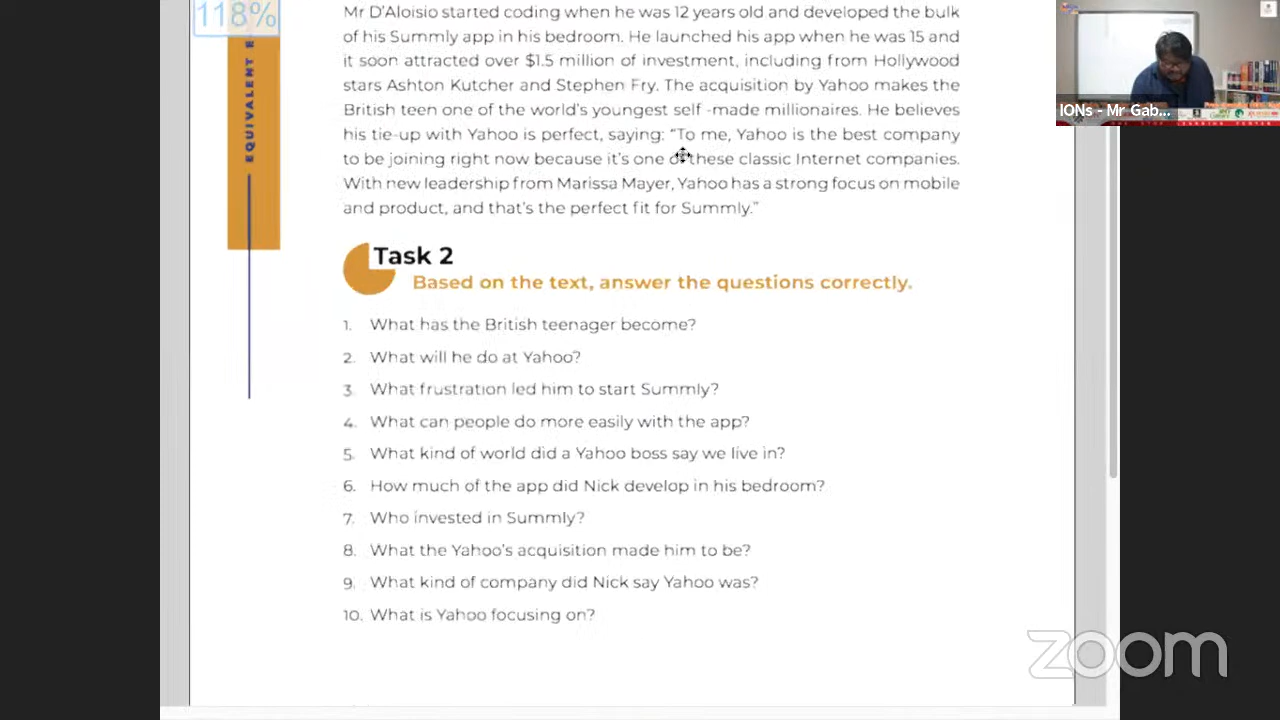 118%
EQUIVALENT E
Mr D'Aloisio started coding when he was 12 years old and developed the bulk
of his Summly app in his bedroom. He launched his app when he was 15 and
it soon attracted over $1.5 million of investment, including from Hollywood
stars Ashton Kutcher and Stephen Fry. The acquisition by Yahoo makes the
British teen one of the world's youngest self -made millionaires. He believes
his tie-up with Yahoo is perfect, saying: "To me, Yahoo is the best company
to be joining right now because it's one of these classic Internet companies.
With new leadership from Marissa Mayer, Yahoo has a strong focus on mobile
and product, and that's the perfect fit for Summly."
Task 2
Based on the text, answer the questions correctly.
1. What has the British teenager become?
2. What will he do at Yahoo?
3. What frustration led him to start Summly?
4. What can people do more easily with the app?
5. What kind of world did a Yahoo boss say we live in?
6. How much of the app did Nick develop in his bedroom?
7. Who invested in Summly?
8. What the Yahoo's acquisition made him to be?
9. What kind of company did Nick say Yahoo was?
10. What is Yahoo focusing on?
IONs - Mr Gab...
zoom